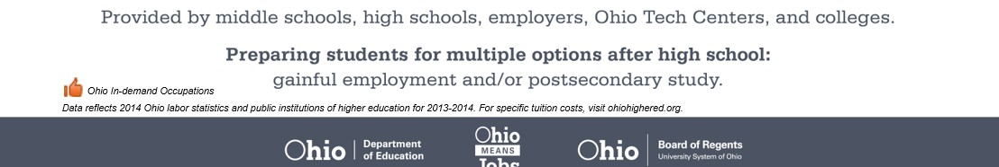 Provided by middle schools, high schools, employers, Ohio Tech Centers, and colleges.
Preparing students for multiple options after high school:
gainful employment and/or postsecondary study.
Ohio In-demand Occupations
Data reflects 2014 Ohio labor statistics and public institutions of higher education for 2013-2014. For specific tuition costs, visit ohiohighered.org.
Ohio | Department
of Education
Ohio
MEANS
Jobs
Ohio | Board of Regents
University System of Ohio